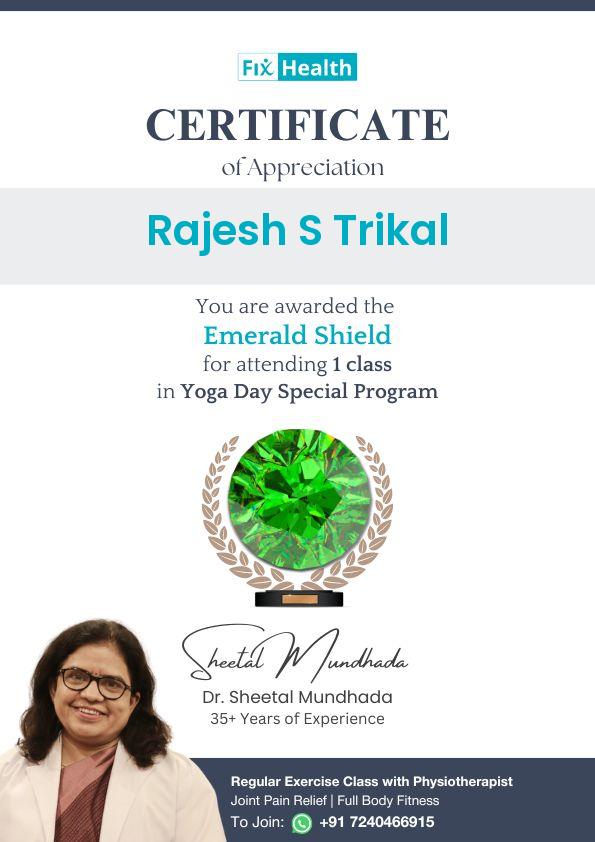 Fix Health
CERTIFICATE
of Appreciation
Rajesh S Trikal
You are awarded the
Emerald Shield
for attending 1 class
in Yoga Day Special Program
Sheetal Mundhada
Dr. Sheetal Mundhada
35+ Years of Experience
Regular Exercise Class with Physiotherapist
Joint Pain Relief | Full Body Fitness
To Join: +91 7240466915